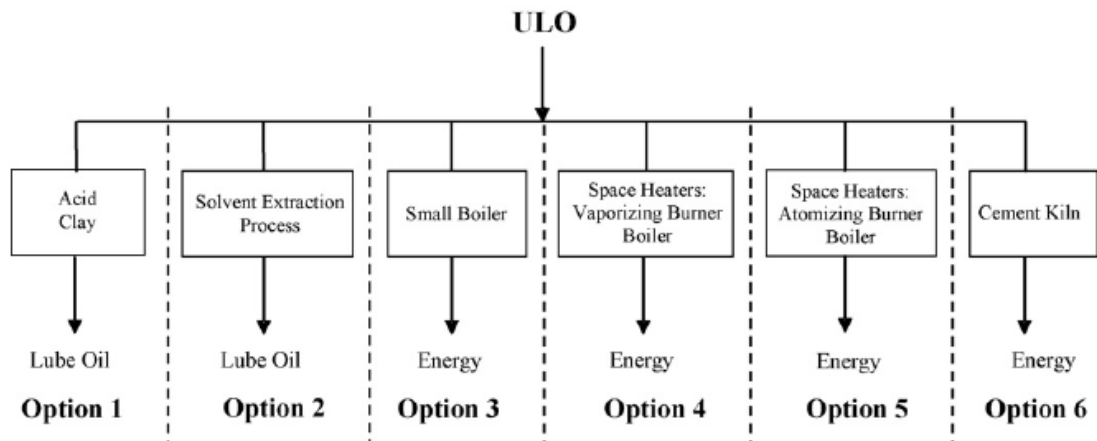 ULO
Acid
Clay
Solvent Extraction
Process
Small Boiler
Space Heaters:
Vaporizing Burner
Boiler
Space Heaters:
Atomizing Burner
Boiler
Cement Kiln
Lube Oil
Lube Oil
Energy
Energy
Energy
Energy
Option 1
Option 2
Option 3
Option 4
Option 5
Option 6